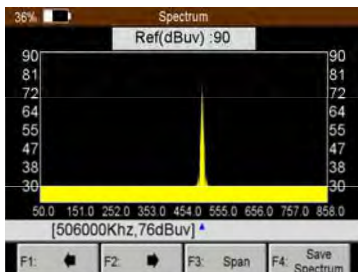 36% Spectrum
Ref(dBuv) :90
90 90
81 81
72 72
64 64
55 55
47 47
38 38
30 30
50.0 151.0 252.0 353.0 454.0 555.0 656.0 757.0 858.0
[506000Khz,76dBuv]
F1: F2: F3: Span F4: Save Spectrum